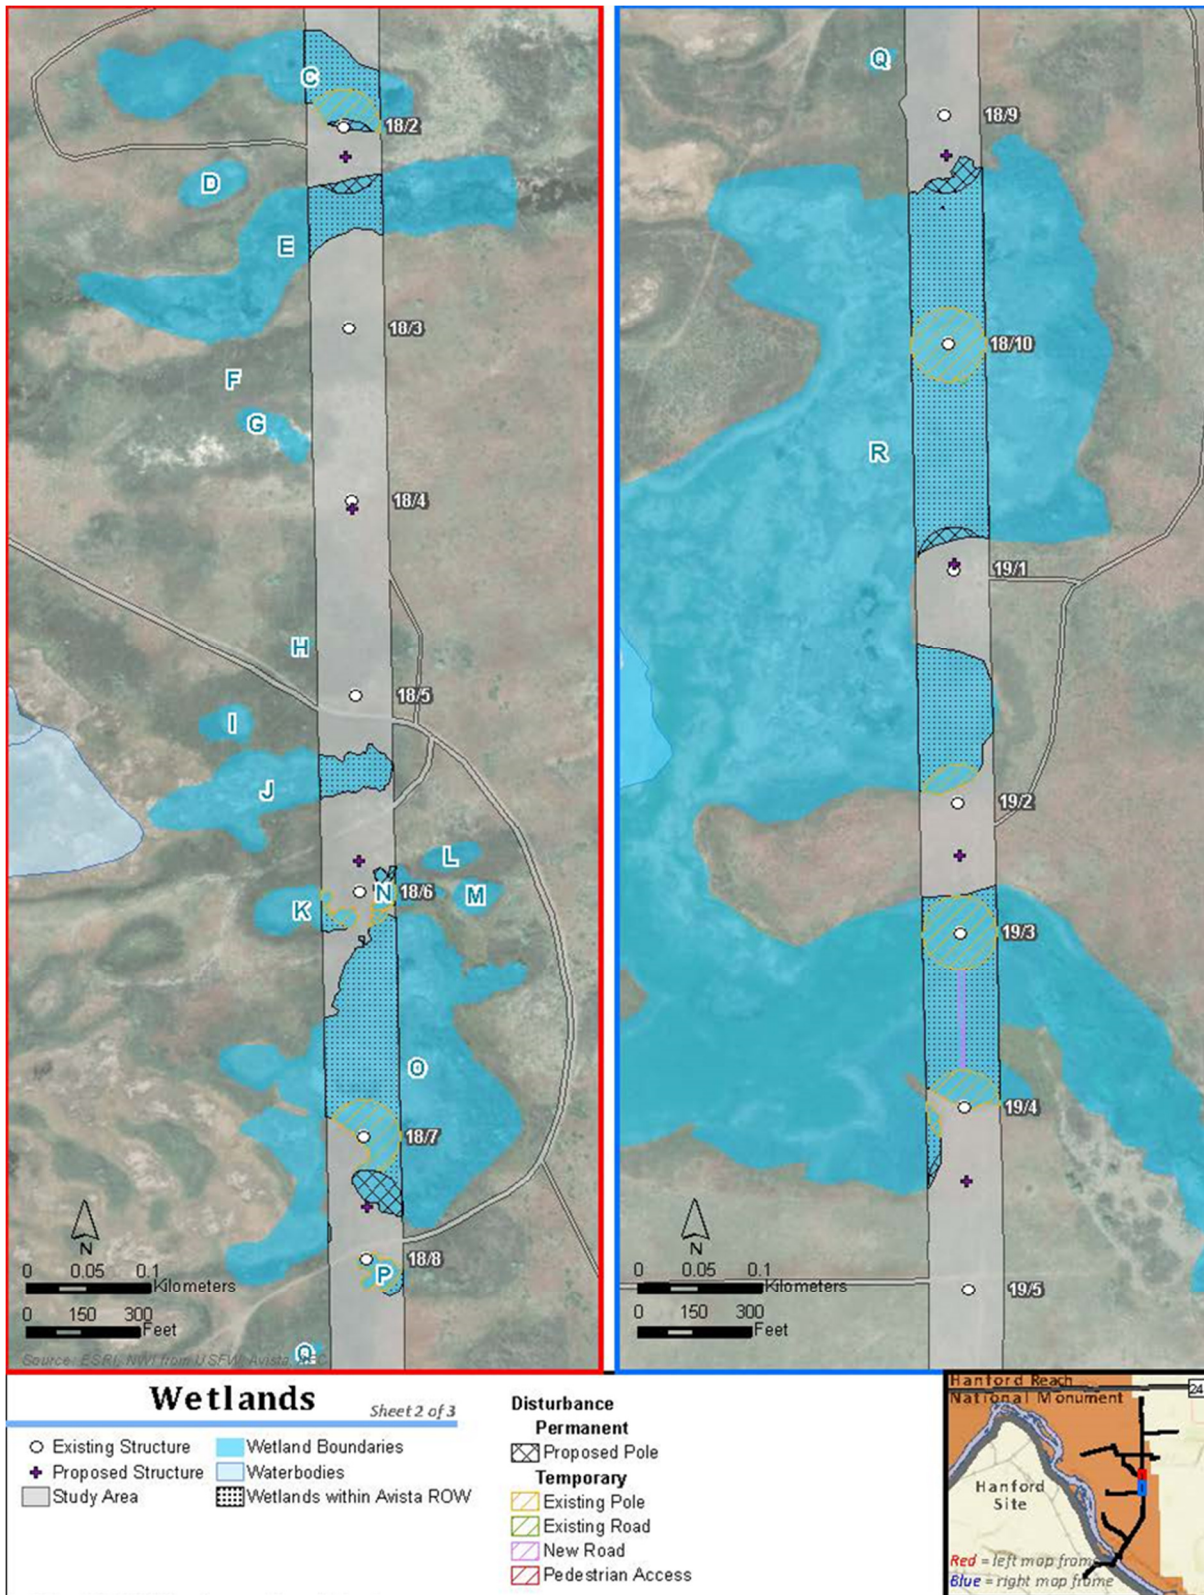 C
18/2
D
E
18/3
F
G
18/4
H
18/5
I
J
L
K
N
18/6
M
O
18/7
18/8
P
Q
N
0 0.05 0.1
Kilometers
0 150 300
Feet
Source: ESRI, NWI from USFW, Avista,
Q
18/9
18/10
R
19/1
19/2
19/3
19/4
19/5
N
0 0.05 0.1
Kilometers
0 150 300
Feet
Wetlands
Sheet 2 of 3
Existing Structure
Proposed Structure
Study Area
Wetland Boundaries
Waterbodies
Wetlands within Avista ROW
Disturbance
Permanent
Proposed Pole
Temporary
Existing Pole
Existing Road
New Road
Pedestrian Access
Hanford Reach
National Monument
24
Hanford
Site
Red = left map frame
Blue = right map frame